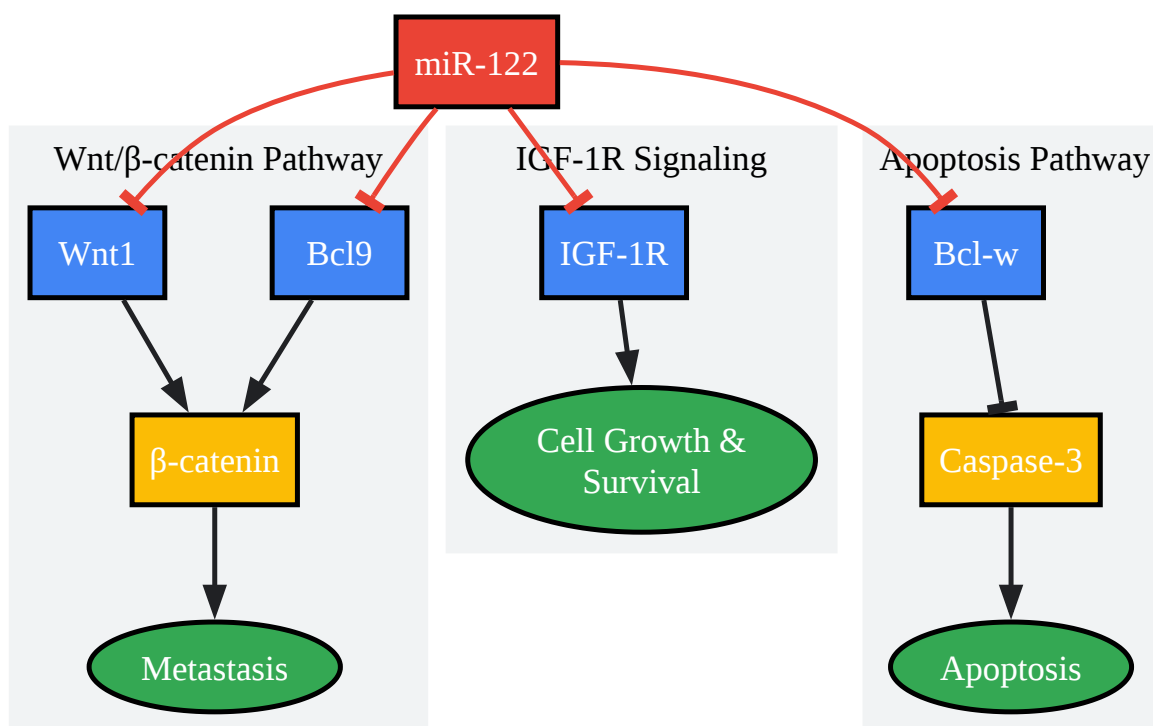 miR-122
Wnt/β-catenin Pathway
IGF-1R Signaling
Apoptosis Pathway
Wnt1
Bcl9
IGF-1R
Bcl-w
β-catenin
Cell Growth &
Survival
Caspase-3
Metastasis
Apoptosis